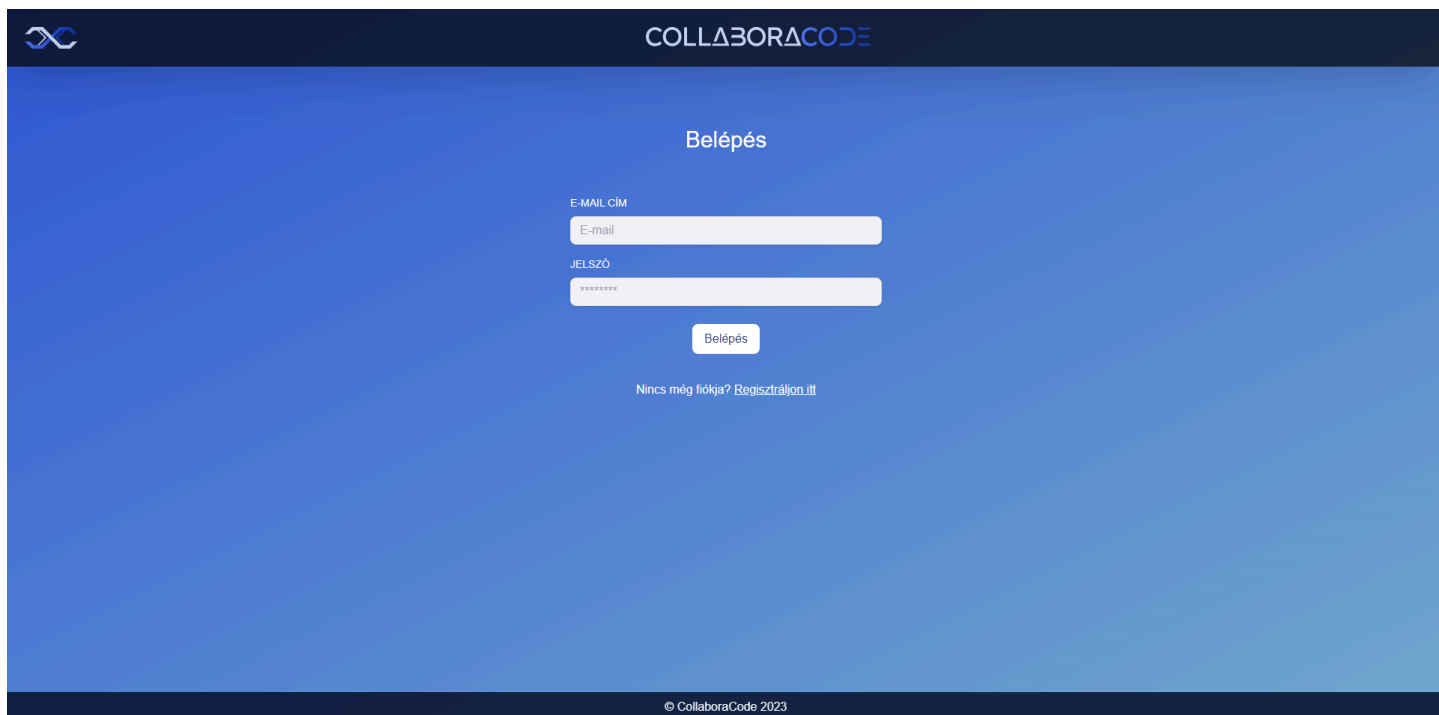 COLLABORACODE
Belépés
E-MAIL CÍM
E-mail
JELSZÓ
********
Belépés
Nincs még fiókja? Regisztráljon itt
© CollaboraCode 2023